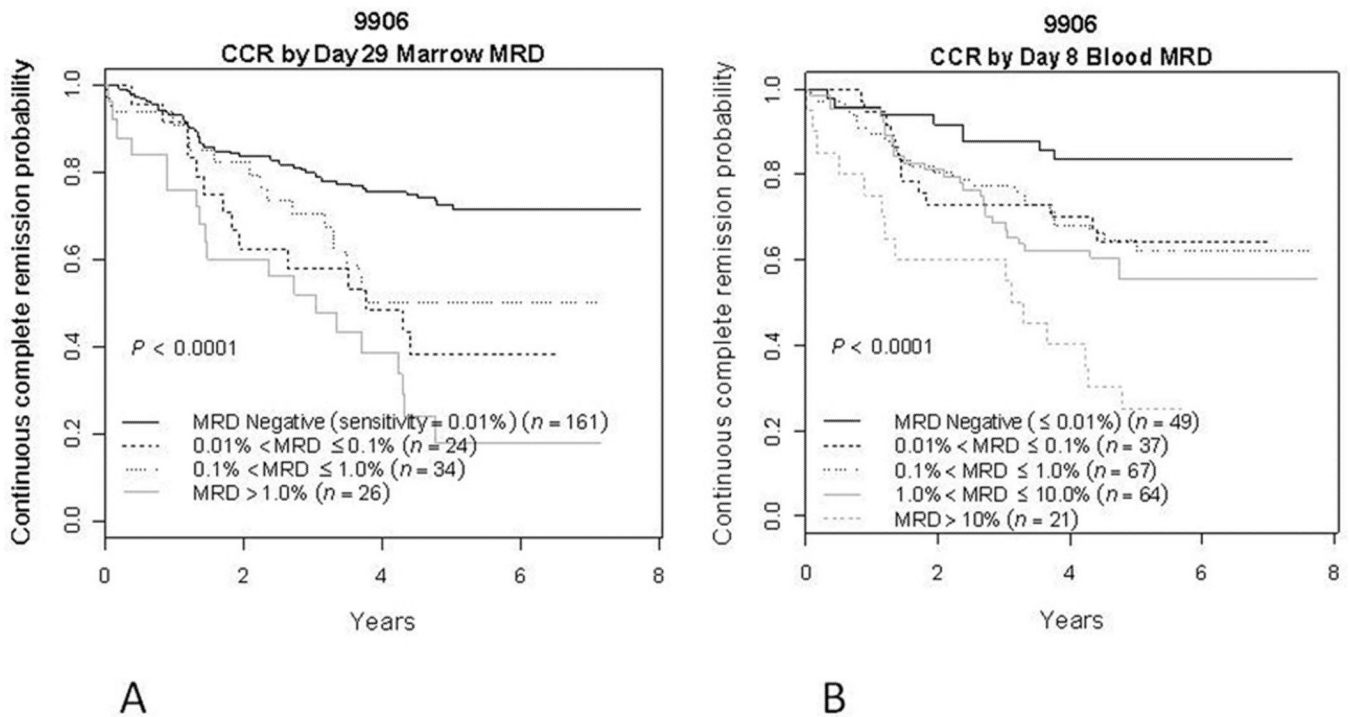 9906
CCR by Day 29 Marrow MRD
Continuous complete remission probability
1.0
0.8
0.6
0.4
0.2
0.0
P < 0.0001
MRD Negative (sensitivity = 0.01%) (n = 161)
0.01% < MRD ≤ 0.1% (n = 24)
0.1% < MRD ≤ 1.0% (n = 34)
MRD > 1.0% (n = 26)
0 2 4 6 8
Years
A
9906
CCR by Day 8 Blood MRD
Continuous complete remission probability
1.0
0.8
0.6
0.4
0.2
0.0
P < 0.0001
MRD Negative (≤ 0.01%) (n = 49)
0.01% < MRD ≤ 0.1% (n = 37)
0.1% < MRD ≤ 1.0% (n = 67)
1.0% < MRD ≤ 10.0% (n = 64)
MRD > 10% (n = 21)
0 2 4 6 8
Years
B